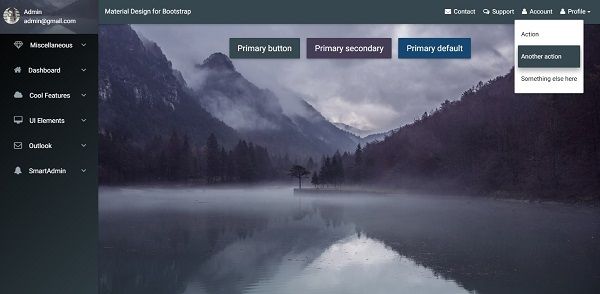 Admin
admin@gmail.com
Miscellaneous
Dashboard
Cool Features
UI Elements
Outlook
SmartAdmin
Material Design for Bootstrap
Contact
Support
Account
Profile
Action
Another action
Something else here
Primary button
Primary secondary
Primary default